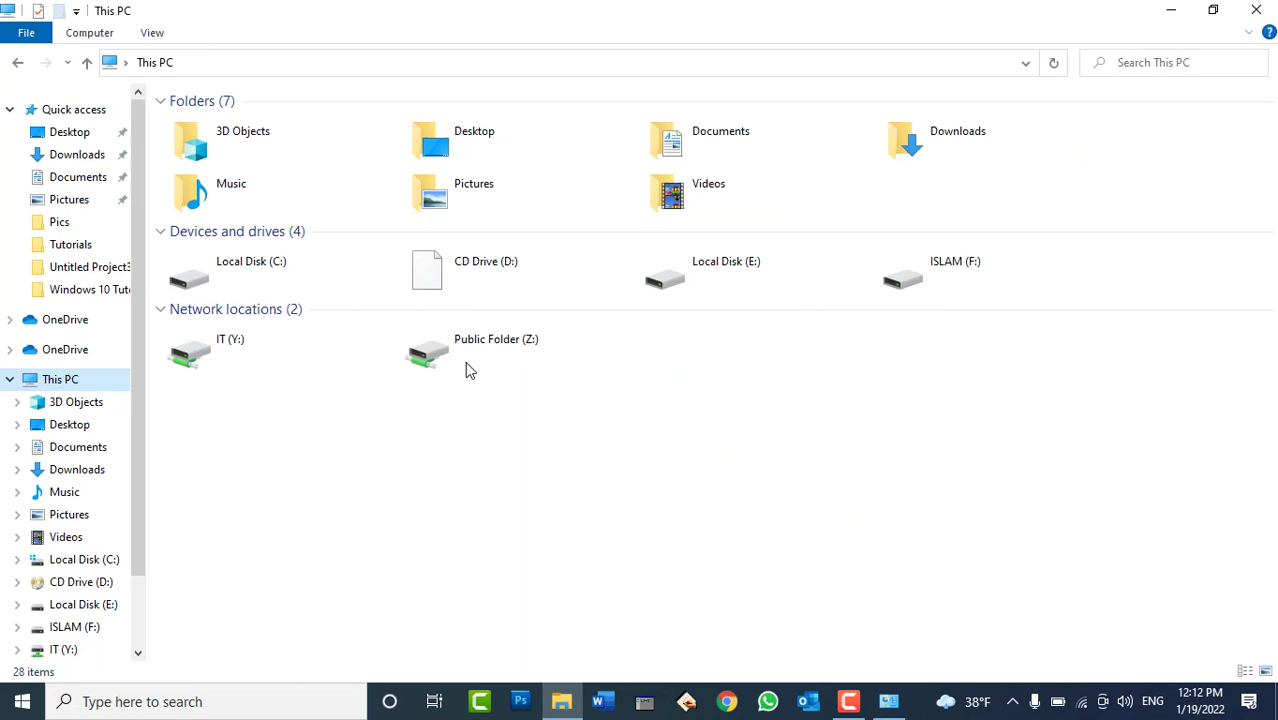 This PC
File
Computer
View
This PC
Search This PC
Quick access
Desktop
Downloads
Documents
Pictures
Pics
Tutorials
Untitled Project3
Windows 10 Tuto
OneDrive
OneDrive
This PC
3D Objects
Desktop
Documents
Downloads
Music
Pictures
Videos
Local Disk (C:)
CD Drive (D:)
Local Disk (E:)
ISLAM (F:)
IT (Y:)
Folders (7)
3D Objects
Desktop
Documents
Downloads
Music
Pictures
Videos
Devices and drives (4)
Local Disk (C:)
CD Drive (D:)
Local Disk (E:)
ISLAM (F:)
Network locations (2)
IT (Y:)
Public Folder (Z:)
28 items
Type here to search
38°F
ENG
12:12 PM
1/19/2022